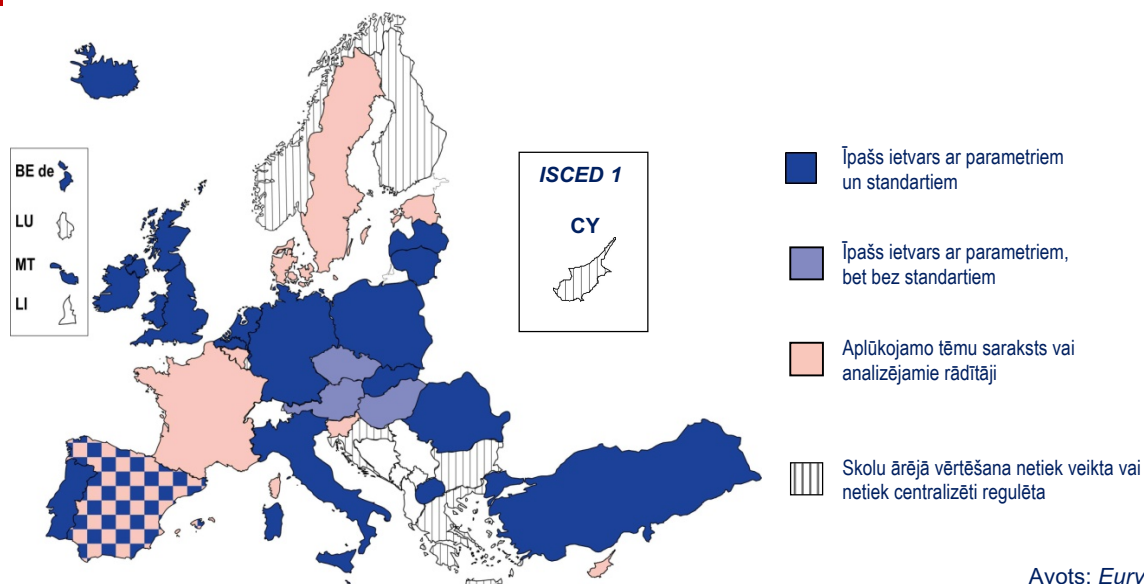 BE de
LU
MT
LI
ISCED 1
CY
Īpašs ietvars ar parametriem
un standartiem
Īpašs ietvars ar parametriem,
bet bez standartiem
Aplūkojamo tēmu saraksts vai
analizējamie rādītāji
Skolu ārējā vērtēšana netiek veikta vai
netiek centralizēti regulēta
Avots: Eury